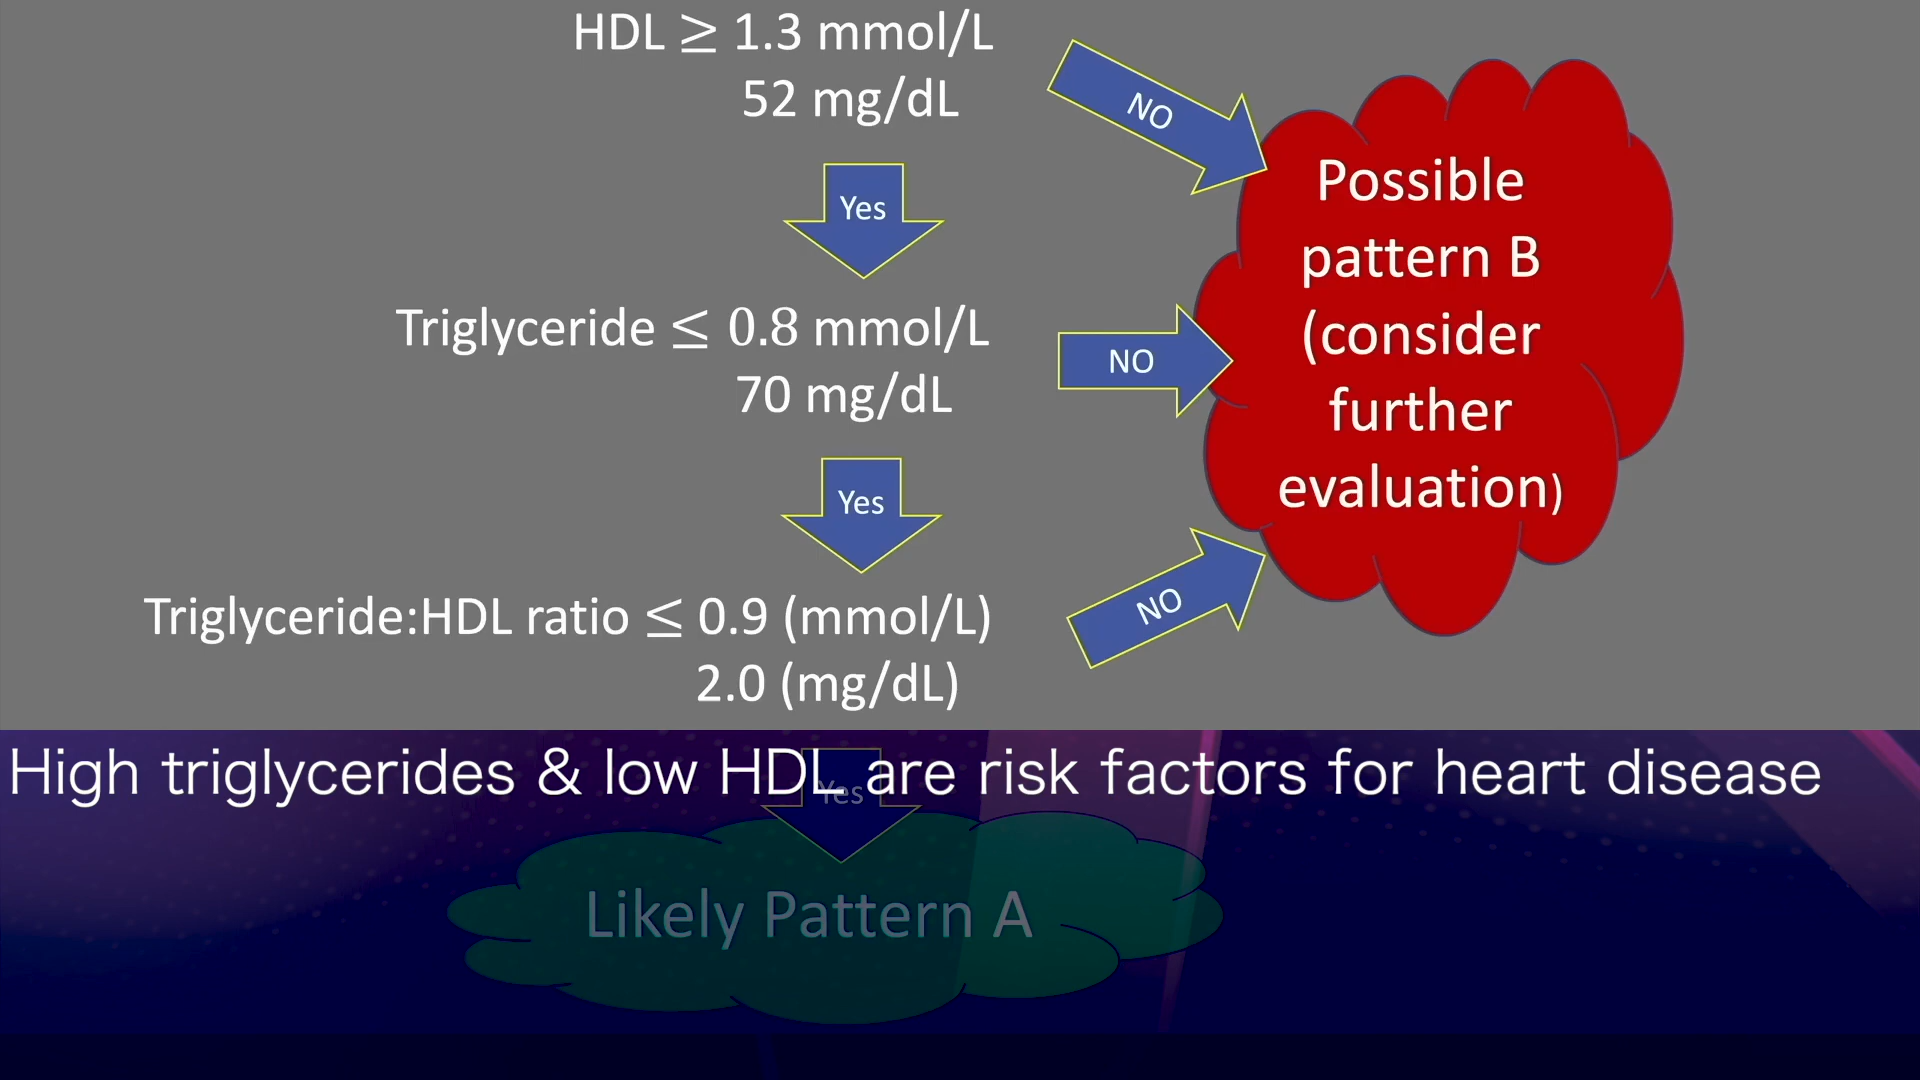 HDL ≥ 1.3 mmol/L
52 mg/dL
NO
Yes
Triglyceride ≤ 0.8 mmol/L
70 mg/dL
NO
Yes
Triglyceride:HDL ratio ≤ 0.9 (mmol/L)
2.0 (mg/dL)
NO
Possible
pattern B
(consider
further
evaluation)
High triglycerides & low HDL are risk factors for heart disease
Yes
Likely Pattern A